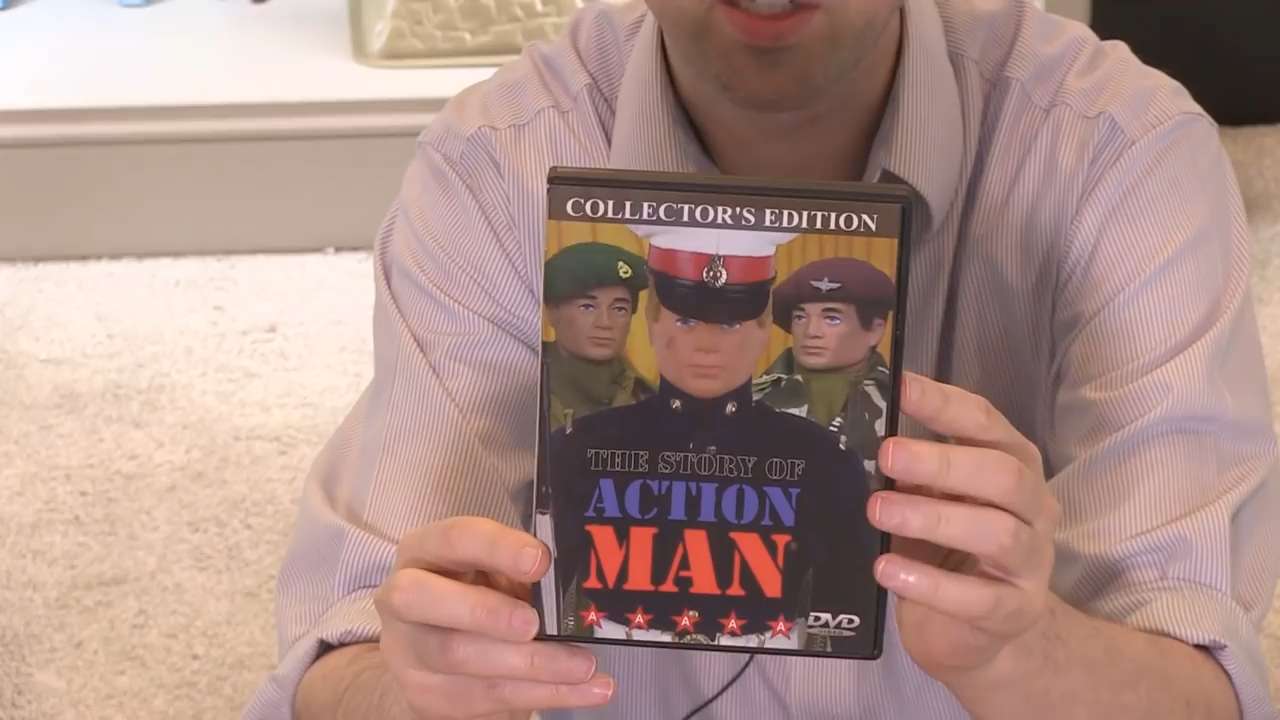 COLLECTOR'S EDITION
THE STORY OF
ACTION
MAN
A A A A A
DVD
VIDEO